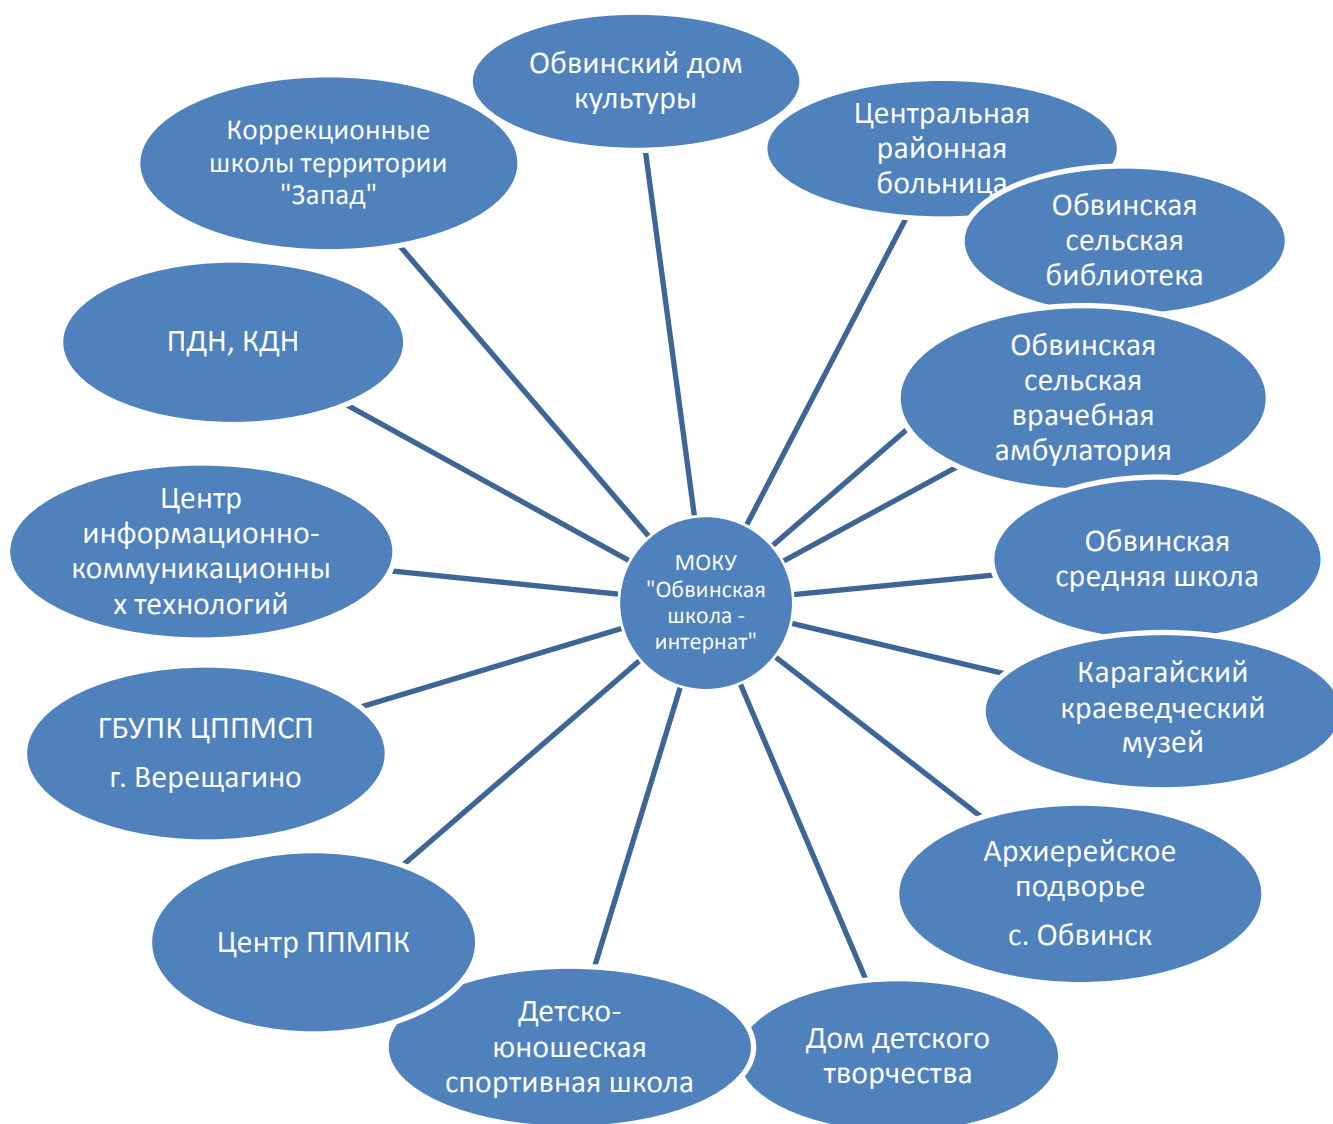 Обвинский дом
культуры
Центральная
районная
больница
Обвинская
сельская
библиотека
Обвинская
сельская
врачебная
амбулатория
Обвинская
средняя школа
Карагайский
краеведческий
музей
Архиерейское
подворье
с. Обвинск
Дом детского
творчества
Детско-
юношеская
спортивная школа
Центр ППМПК
ГБУПК ЦППМСП
г. Верещагино
Центр
информационно-
коммуникационны
х технологий
ПДН, КДН
Коррекционные
школы территории
"Запад"
МОКУ
"Обвинская
школа -
интернат"